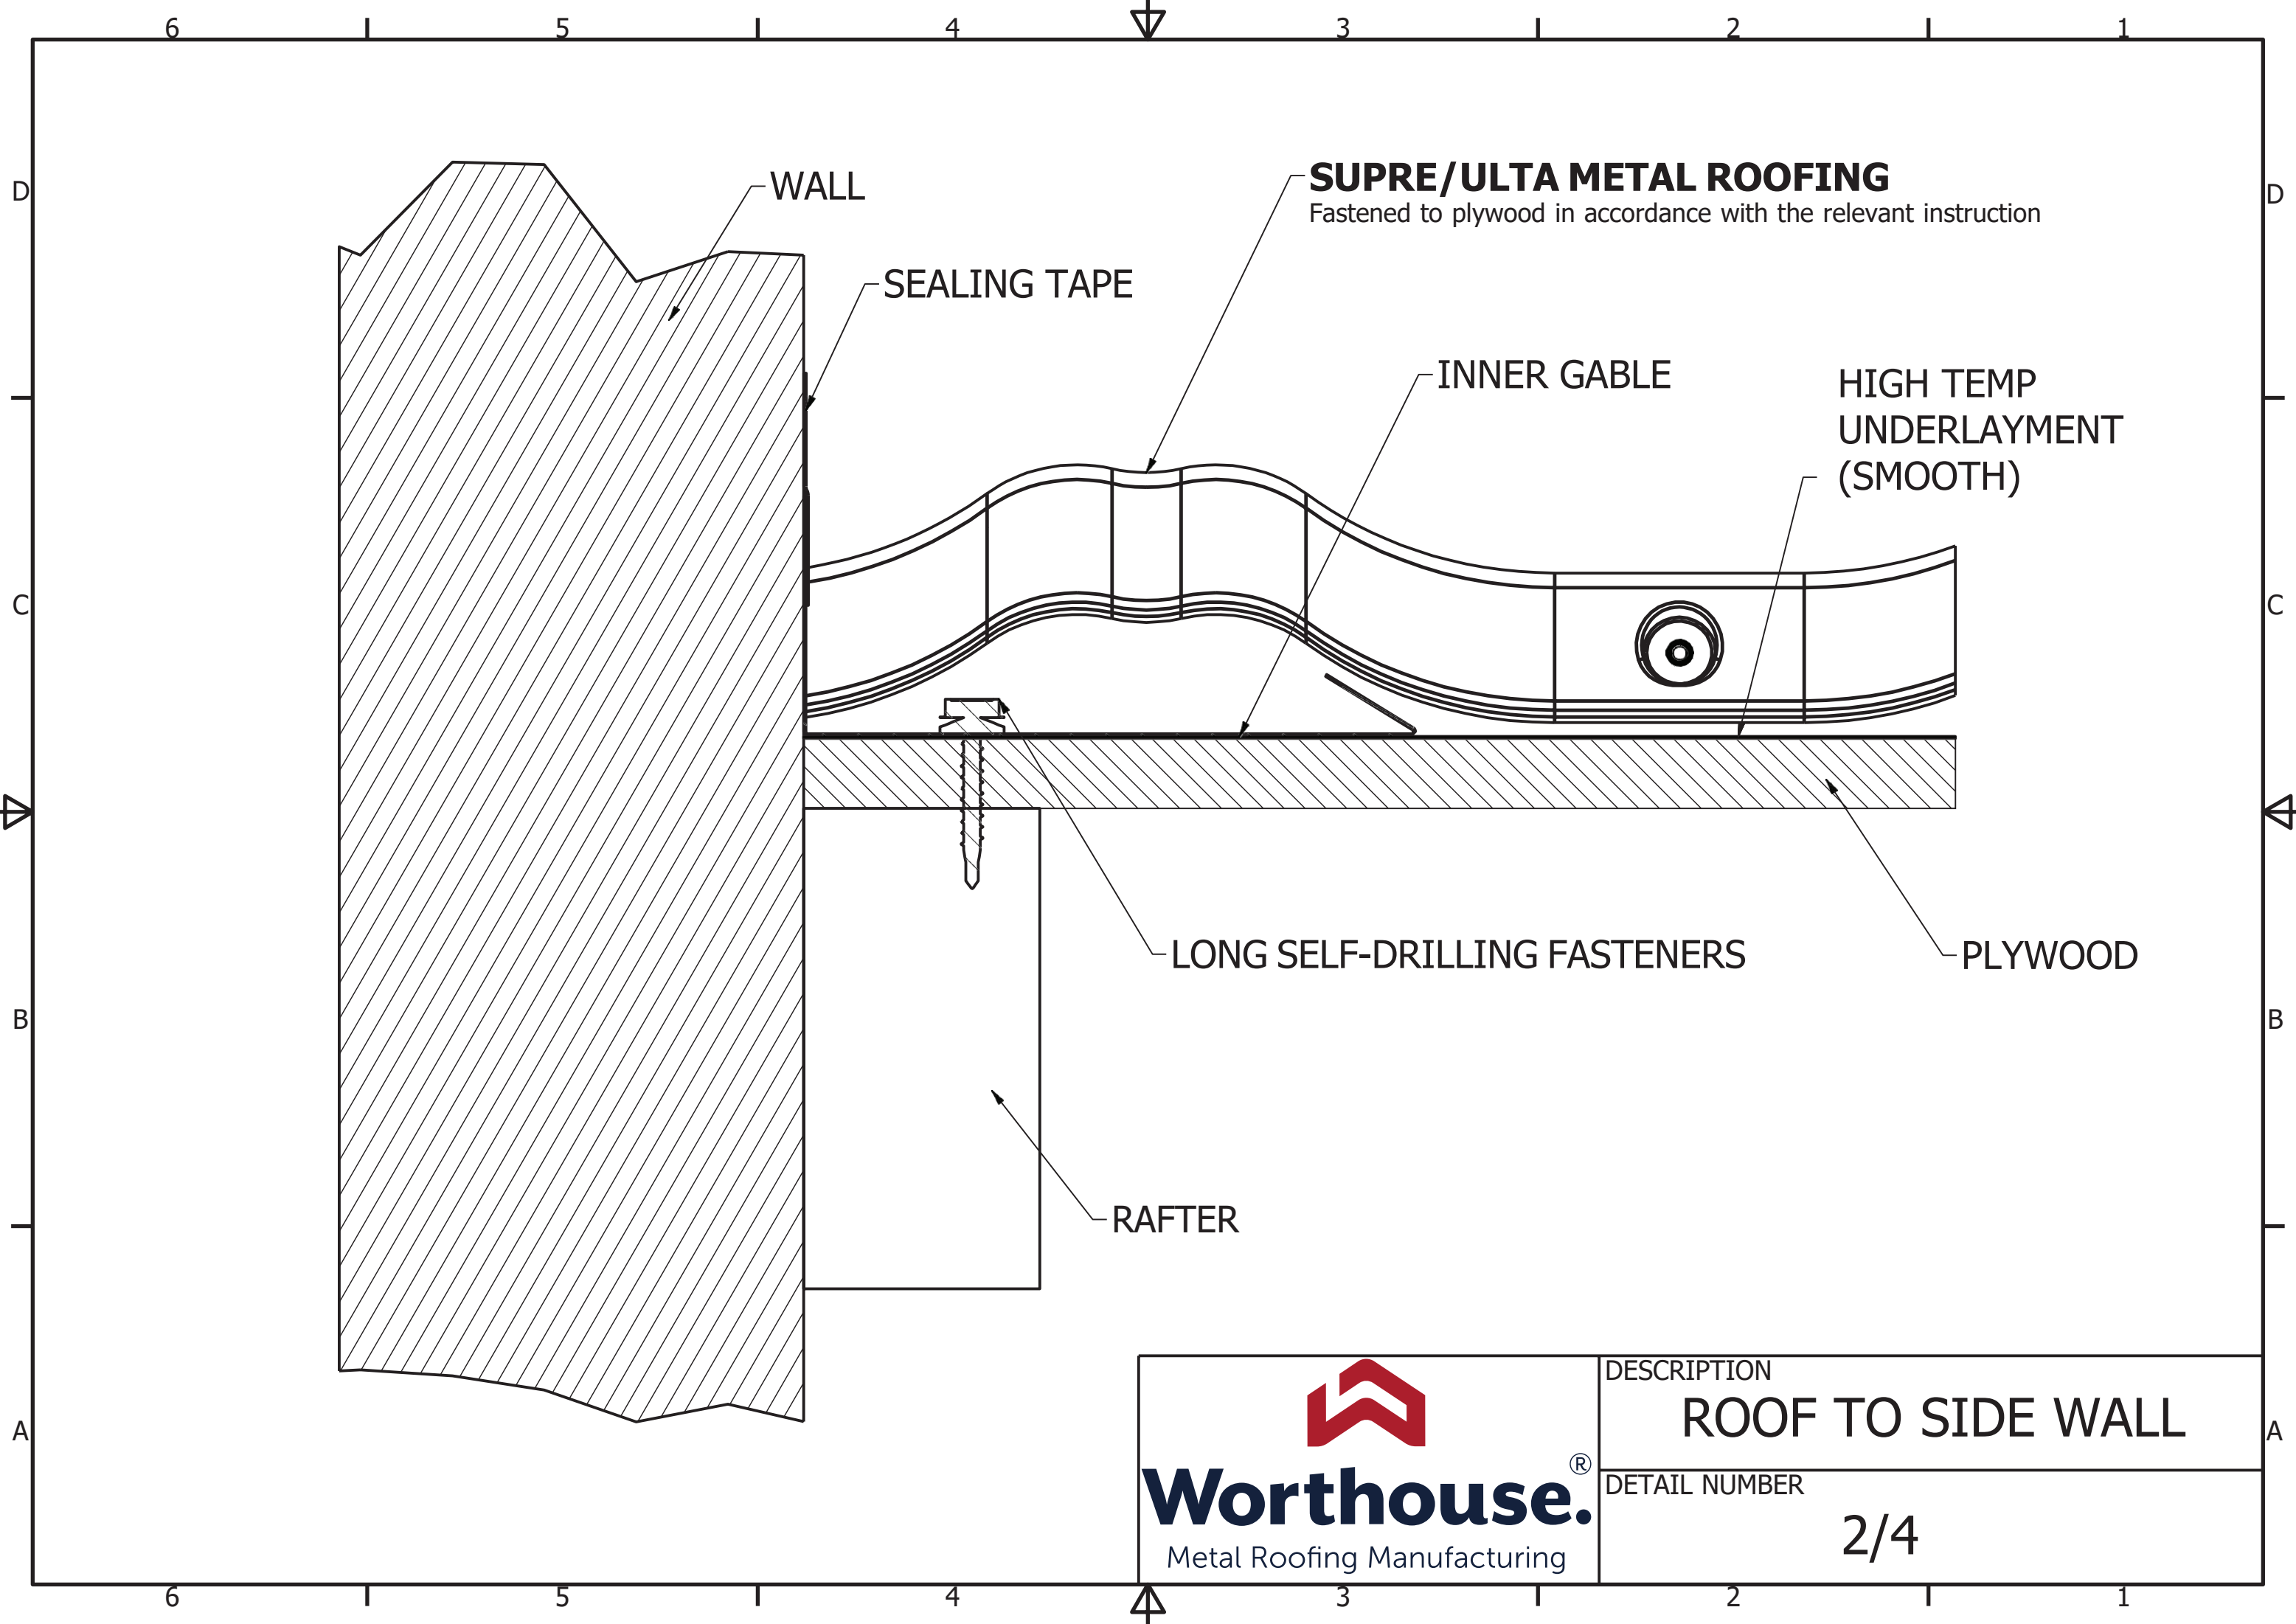 6 5 4 3 2 1
D
D
WALL
SUPRE/ULTA METAL ROOFING
Fastened to plywood in accordance with the relevant instruction
SEALING TAPE
INNER GABLE
HIGH TEMP
UNDERLAYMENT
(SMOOTH)
C
C
LONG SELF-DRILLING FASTENERS
PLYWOOD
B
B
RAFTER
A
A
DESCRIPTION
ROOF TO SIDE WALL
Worthouse.®
Metal Roofing Manufacturing
DETAIL NUMBER
2/4
6 5 4 3 2 1